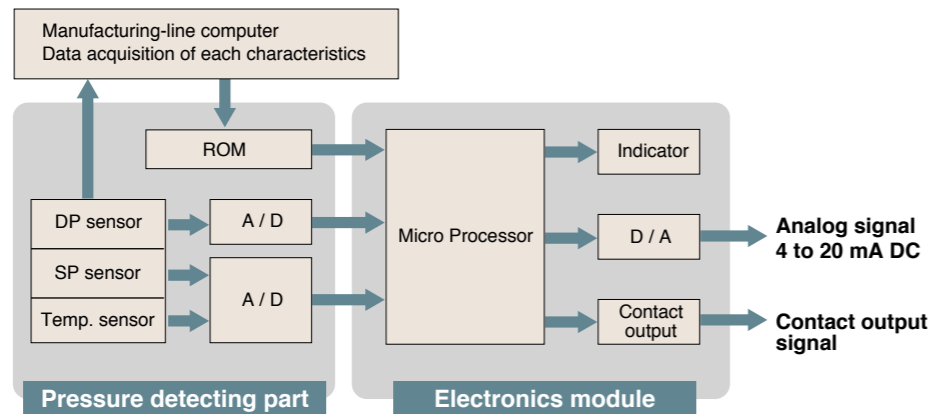 Manufacturing-line computer
Data acquisition of each characteristics
ROM
DP sensor
SP sensor
Temp. sensor
A / D
A / D
Pressure detecting part
Micro Processor
Indicator
D / A
Contact
output
Electronics module
Analog signal
4 to 20 mA DC
Contact output
signal